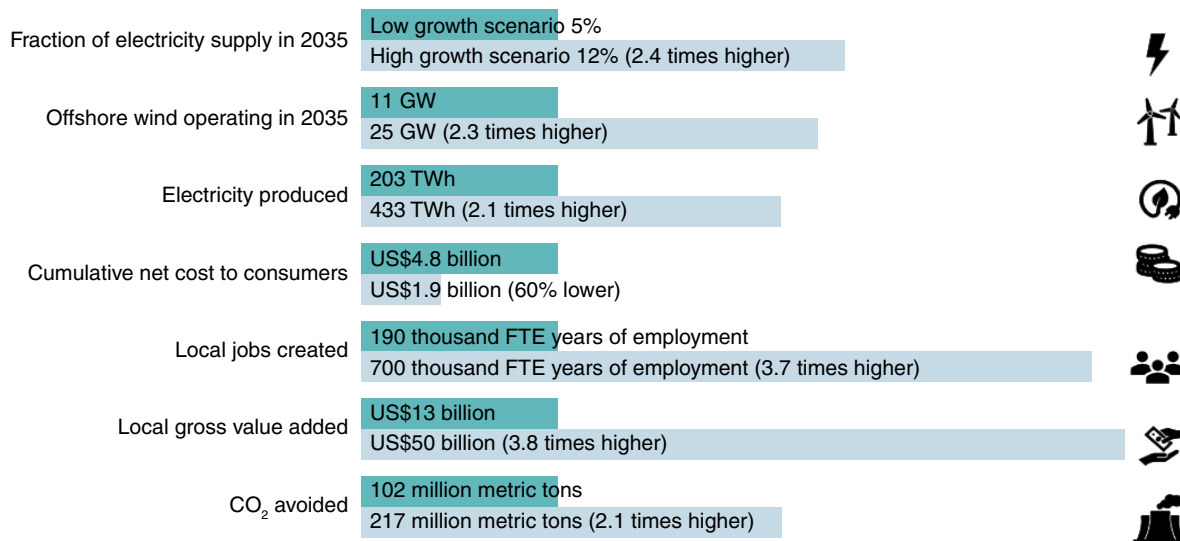 Fraction of electricity supply in 2035
Low growth scenario 5%
High growth scenario 12% (2.4 times higher)
Offshore wind operating in 2035
11 GW
25 GW (2.3 times higher)
Electricity produced
203 TWh
433 TWh (2.1 times higher)
Cumulative net cost to consumers
US$4.8 billion
US$1.9 billion (60% lower)
Local jobs created
190 thousand FTE years of employment
700 thousand FTE years of employment (3.7 times higher)
Local gross value added
US$13 billion
US$50 billion (3.8 times higher)
CO₂ avoided
102 million metric tons
217 million metric tons (2.1 times higher)